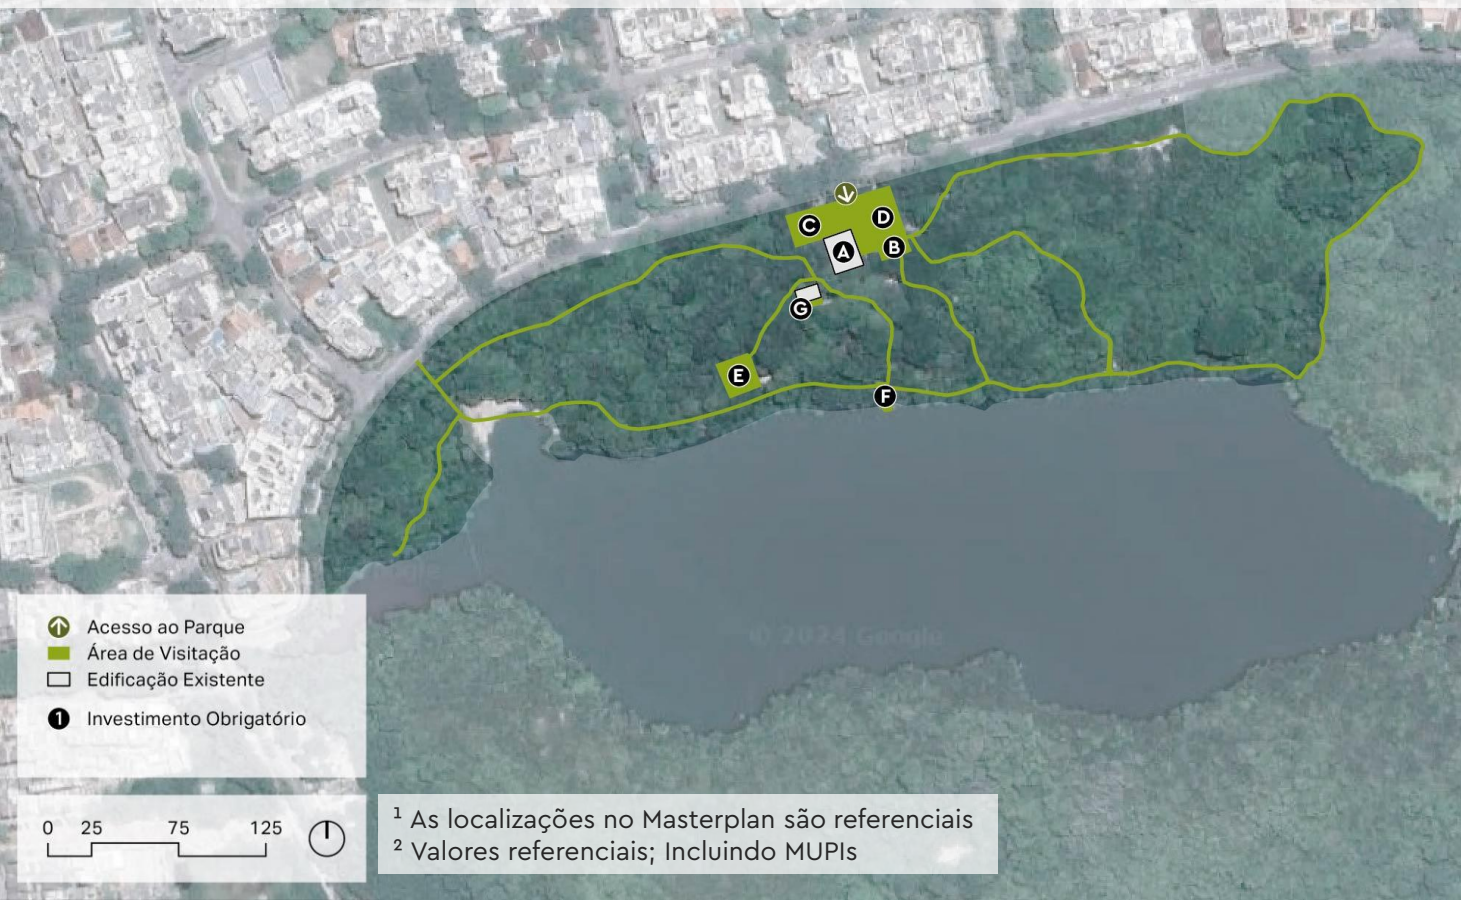 C
D
A
B
G
E
F
© 2024 Google
Acesso ao Parque
Área de Visitação
Edificação Existente
1 Investimento Obrigatório
0 25 75 125
¹ As localizações no Masterplan são referenciais
² Valores referenciais; Incluindo MUPIs